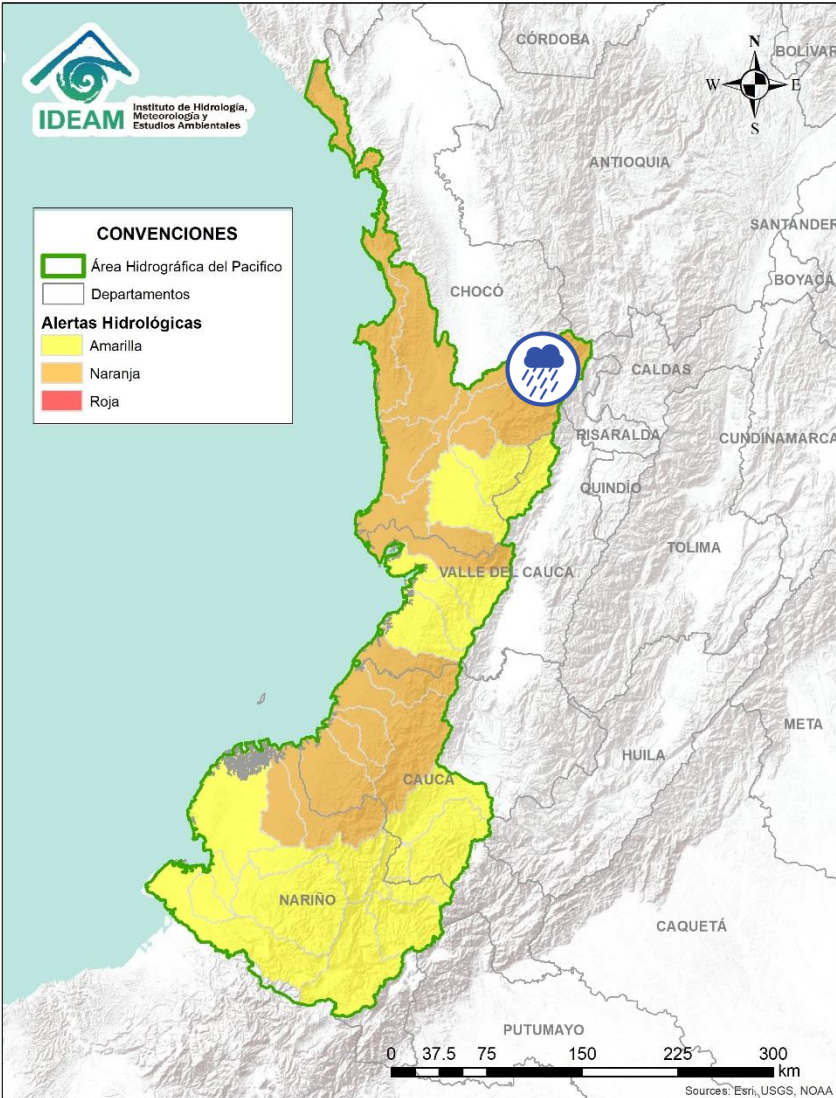 IDEAM
Instituto de Hidrología,
Meteorología y
Estudios Ambientales
CÓRDOBA
BOLÍVAR
N
W
E
S
ANTIOQUIA
SANTANDER
BOYACÁ
CONVENCIONES
Área Hidrográfica del Pacifico
Departamentos
Alertas Hidrológicas
Amarilla
Naranja
Roja
CHOCÓ
CALDAS
RISARALDA
CUNDINAMARCA
QUINDÍO
TOLIMA
VALLE DEL CAUCA
META
HUILA
CAUCA
NARIÑO
CAQUETÁ
PUTUMAYO
0 37.5 75 150 225 300
km
Sources: Esri, USGS, NOAA